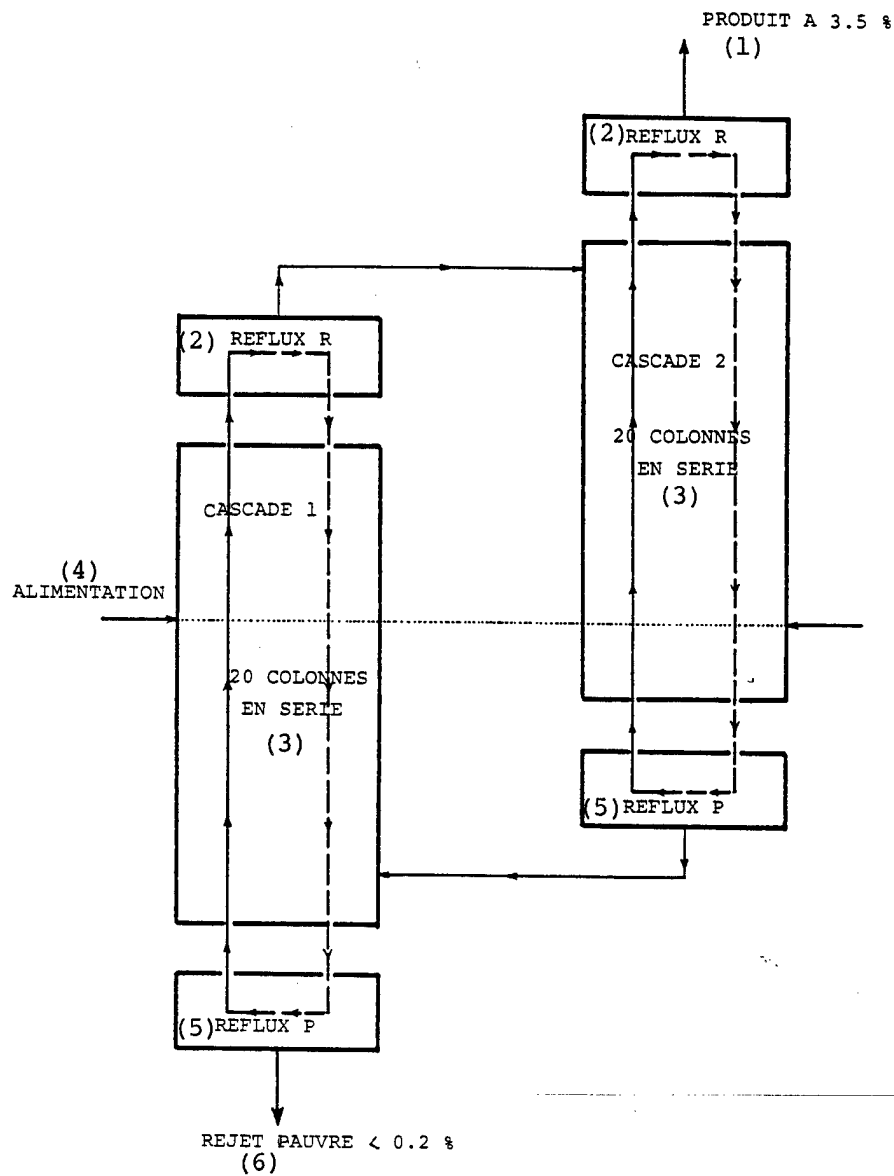 PRODUIT A 3.5 %
(1)
(2) REFLUX R
(2) REFLUX R
CASCADE 2
20 COLONNES
EN SERIE
(3)
CASCADE 1
(4)
ALIMENTATION
20 COLONNES
EN SERIE
(3)
(5) REFLUX P
(5) REFLUX P
REJET PAUVRE < 0.2 %
(6)